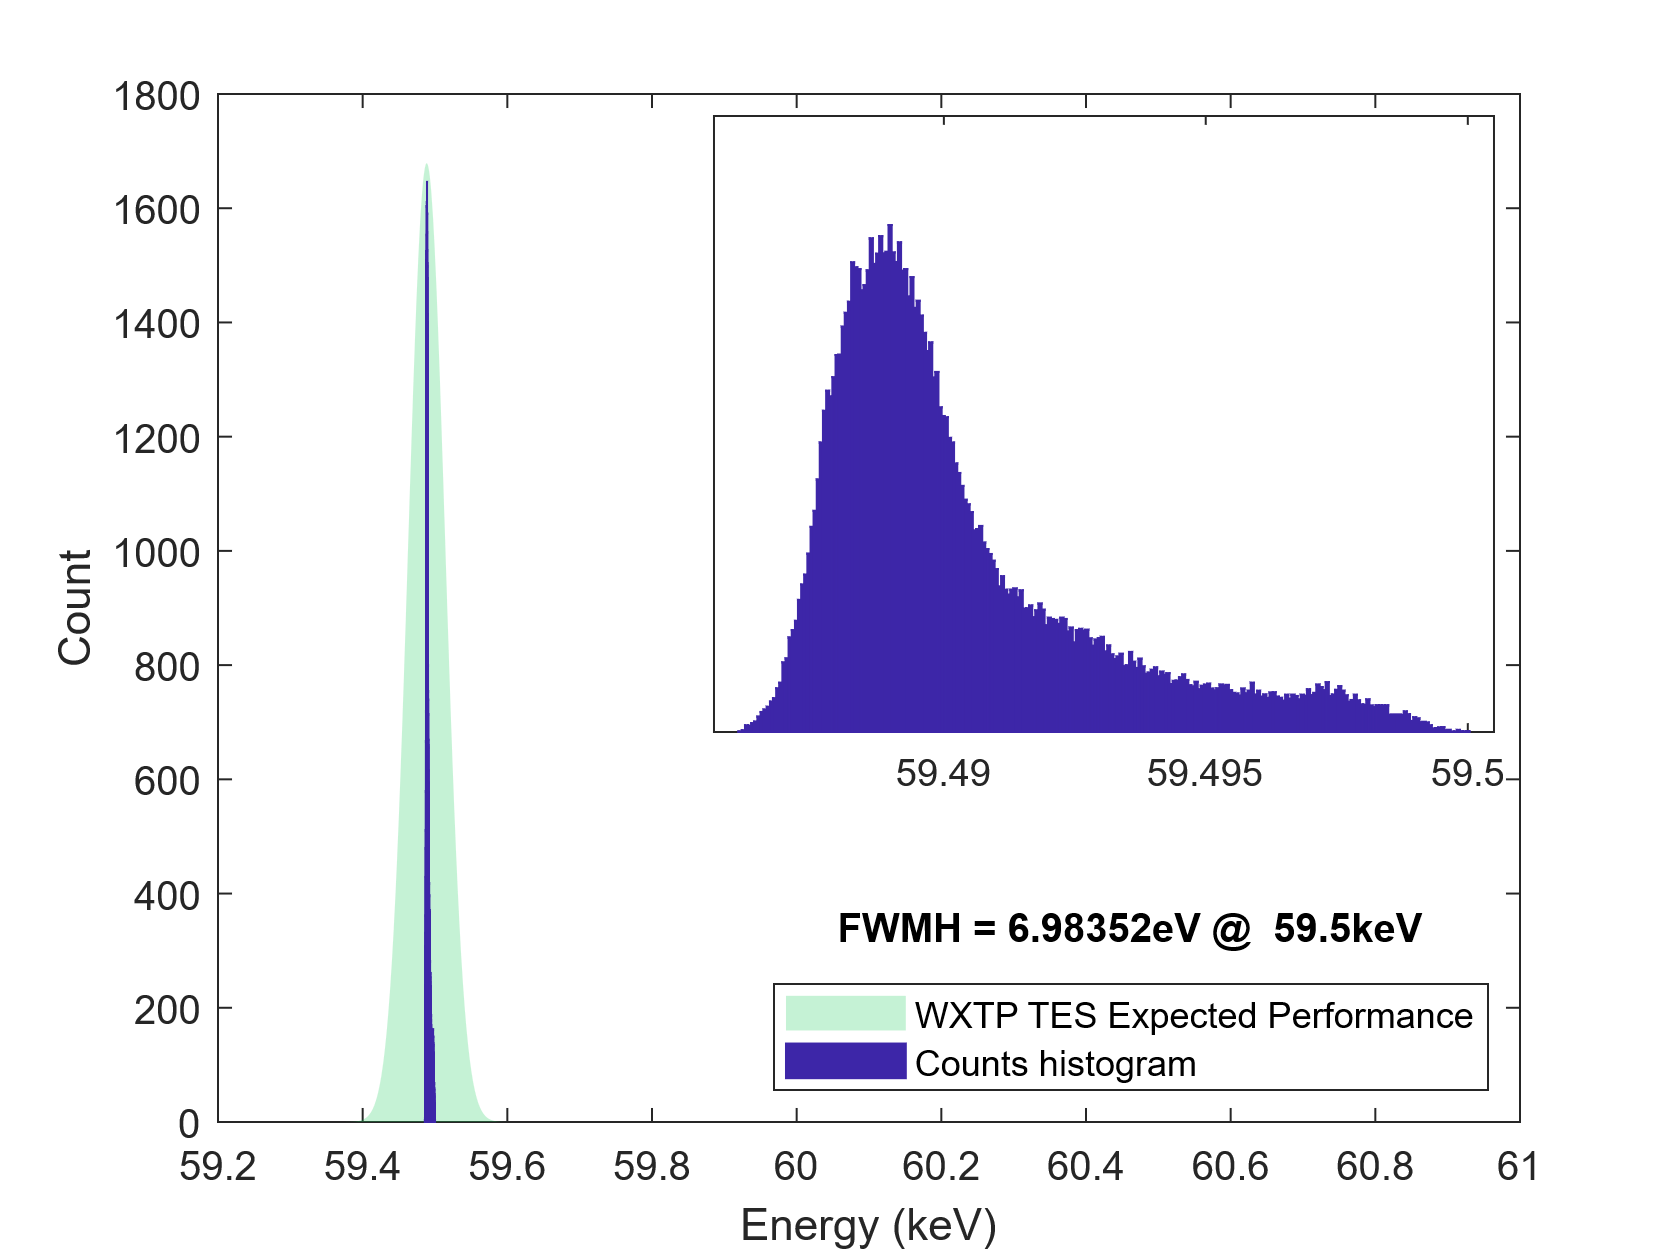 1800
1600
1400
1200
1000
800
600
400
200
0
Count
59.49 59.495 59.5
FWMH = 6.98352eV @ 59.5keV
WXTP TES Expected Performance
Counts histogram
59.2 59.4 59.6 59.8 60 60.2 60.4 60.6 60.8 61
Energy (keV)